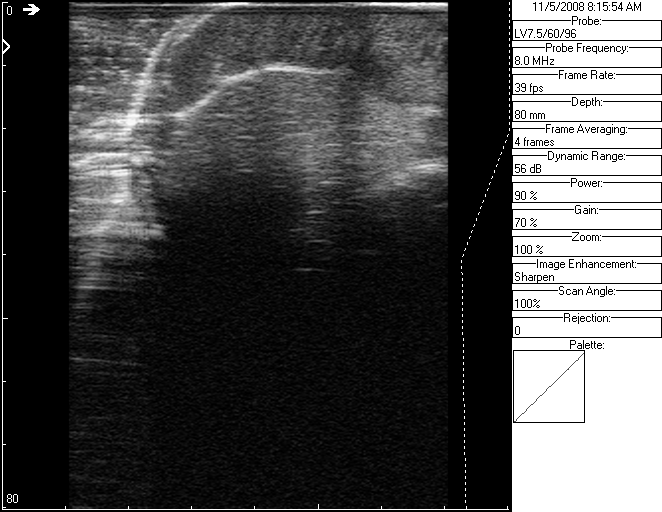 0
80
11/5/2008 8:15:54 AM
Probe:
LV7.5/60/96
Probe Frequency:
8.0 MHz
Frame Rate:
39 fps
Depth:
80 mm
Frame Averaging:
4 frames
Dynamic Range:
56 dB
Power:
90 %
Gain:
70 %
Zoom:
100 %
Image Enhancement:
Sharpen
Scan Angle:
100%
Rejection:
0
Palette: